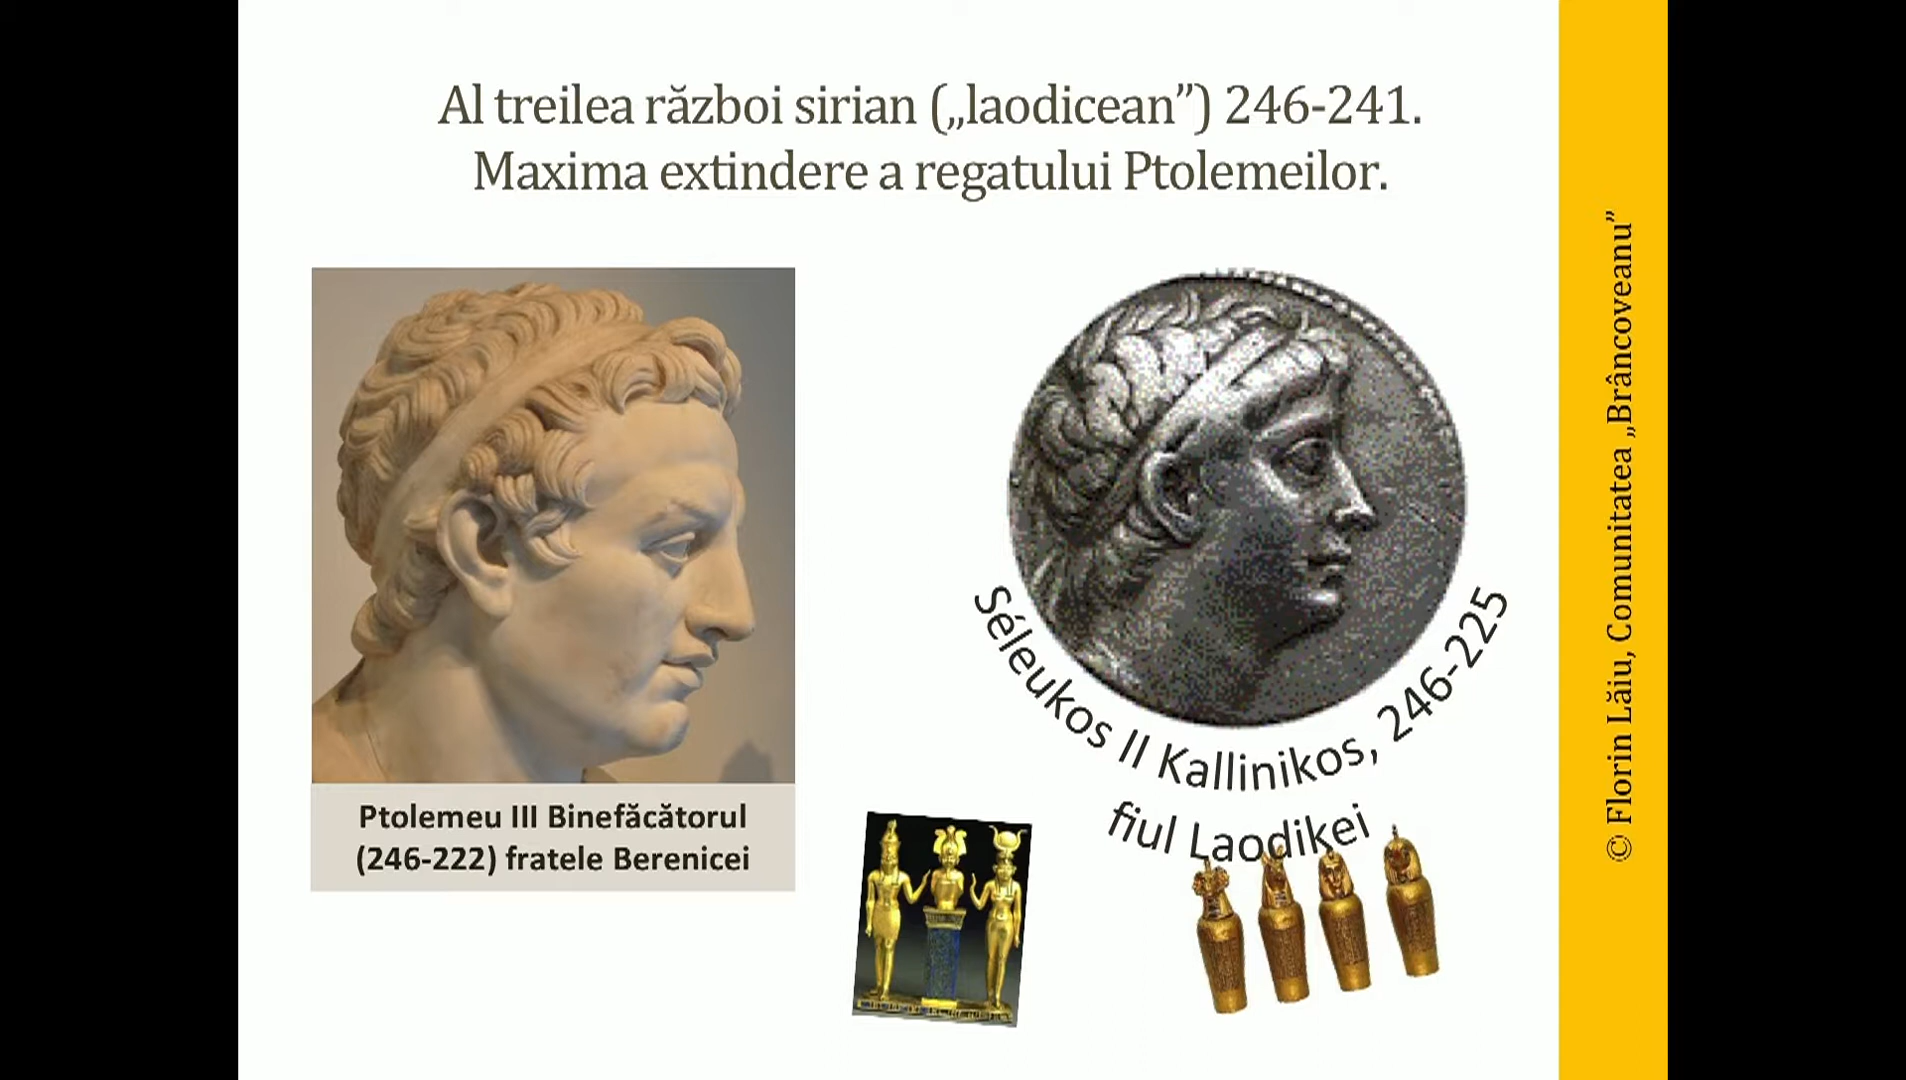 Al treilea război sirian („laodicean”) 246-241.
Maxima extindere a regatului Ptolemeilor.
Ptolemeu III Binefăcătorul
(246-222) fratele Berenicei
Séleukos II Kallinikos, 246-225
fiul Laodikei
© Florin Lăiu, Comunitatea „Brâncoveanu”